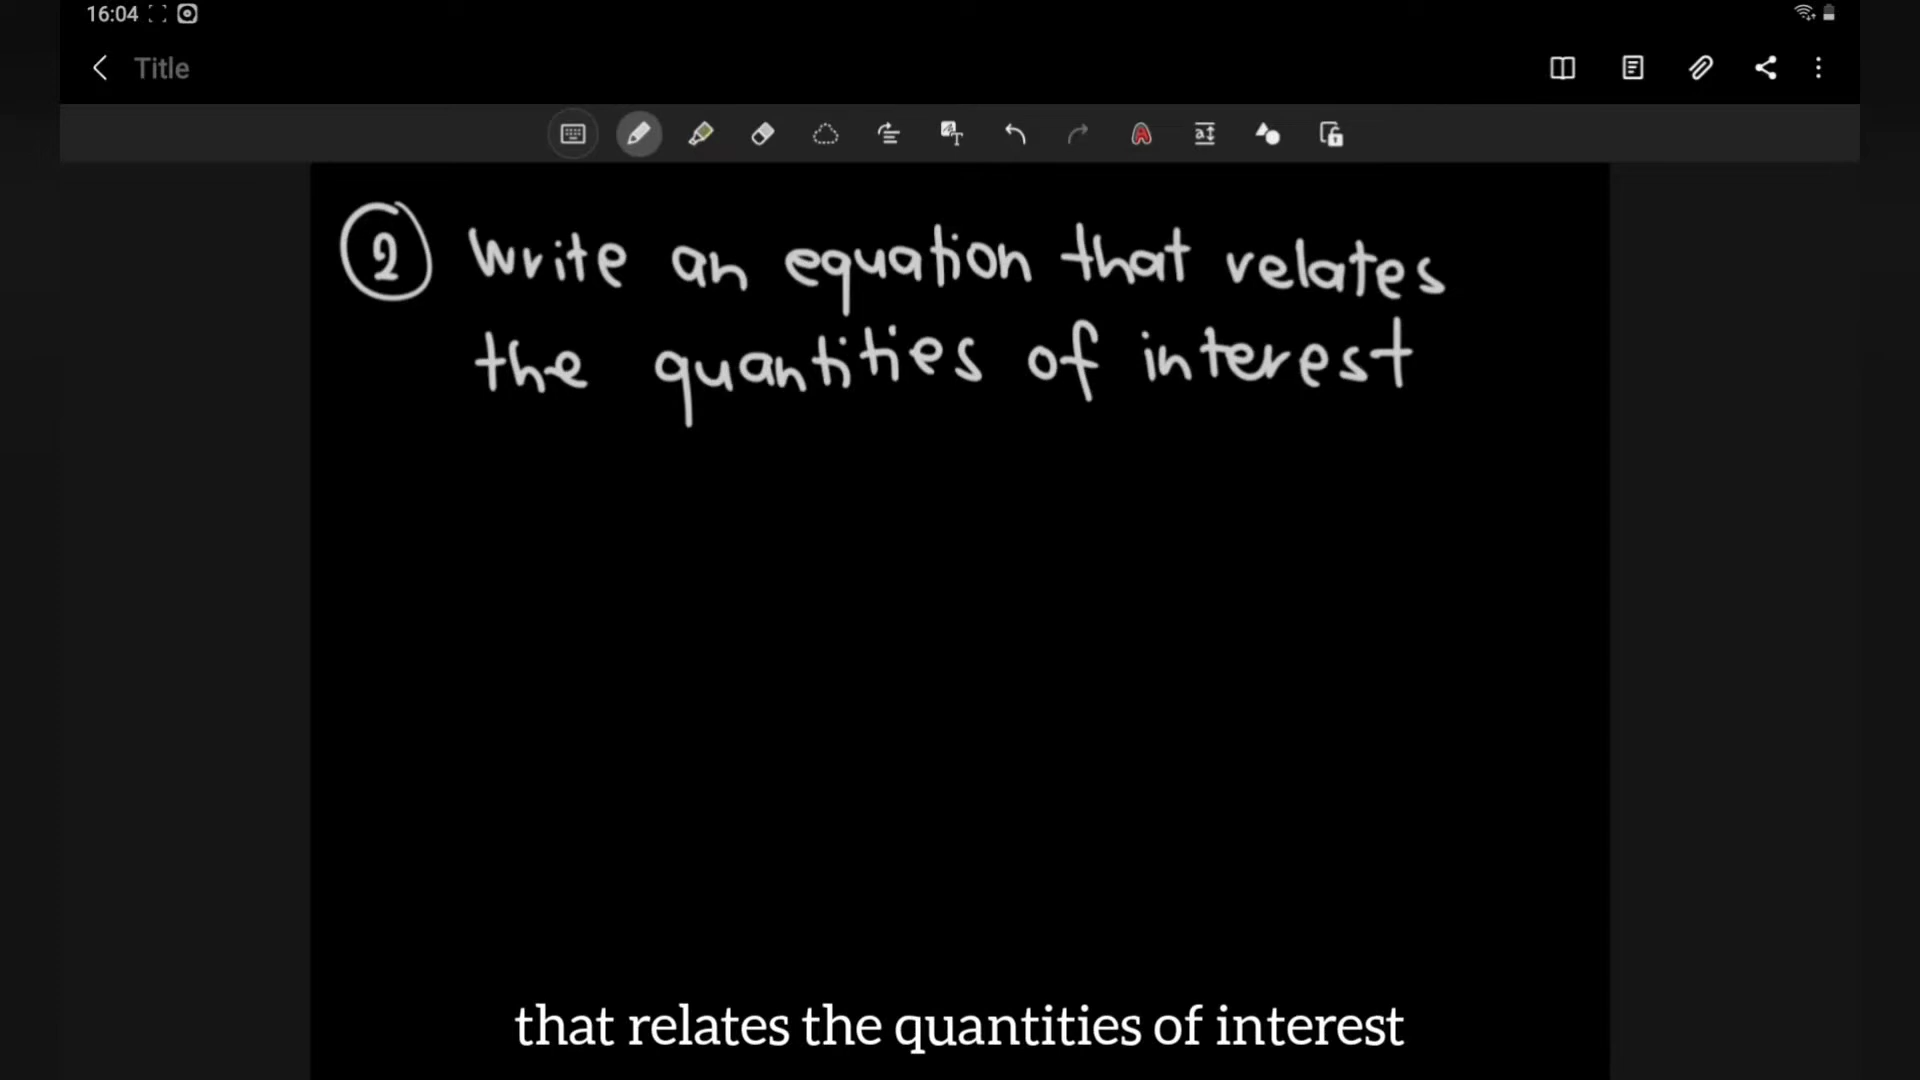 16:04
Title
2 Write an equation that relates
the quantities of interest
that relates the quantities of interest